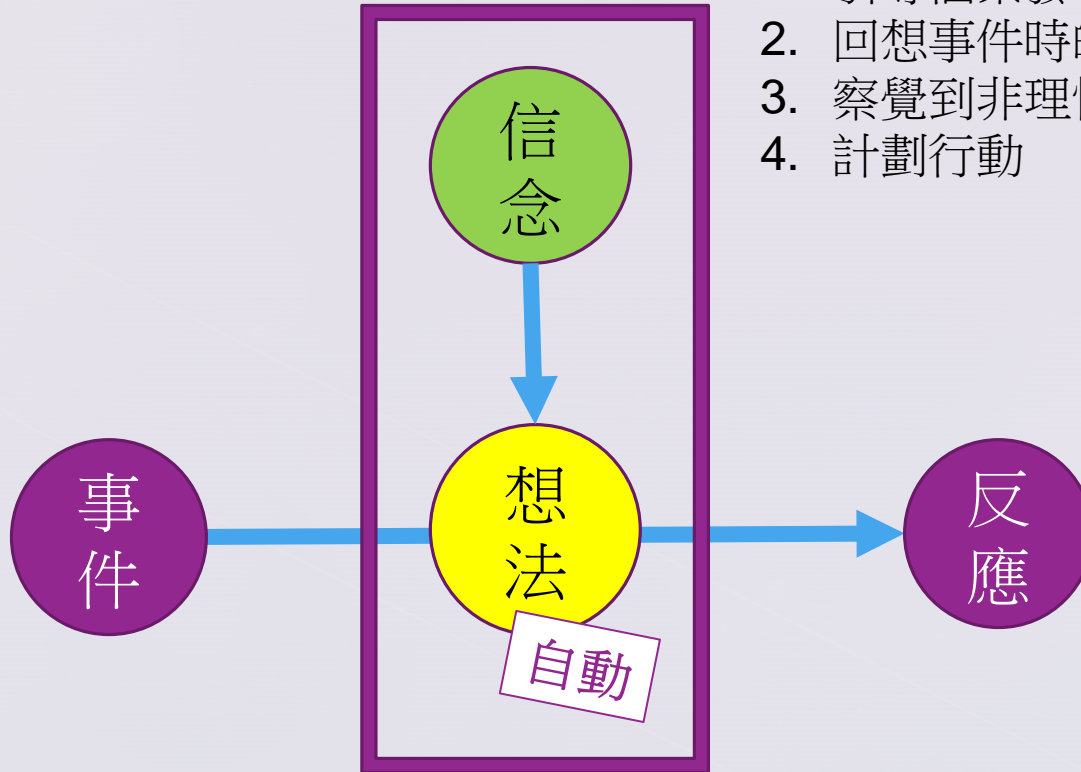 2. 回想事件時
3. 察覺到非理
4. 計劃行動
信
念
想
法
自動
事
件
反
應